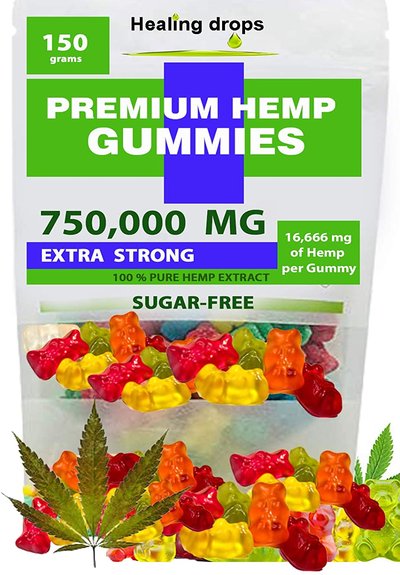 Healing drops
150
grams
PREMIUM HEMP
GUMMIES
750,000 MG
EXTRA STRONG
16,666 mg
of Hemp
per Gummy
100 % PURE HEMP EXTRACT
SUGAR-FREE